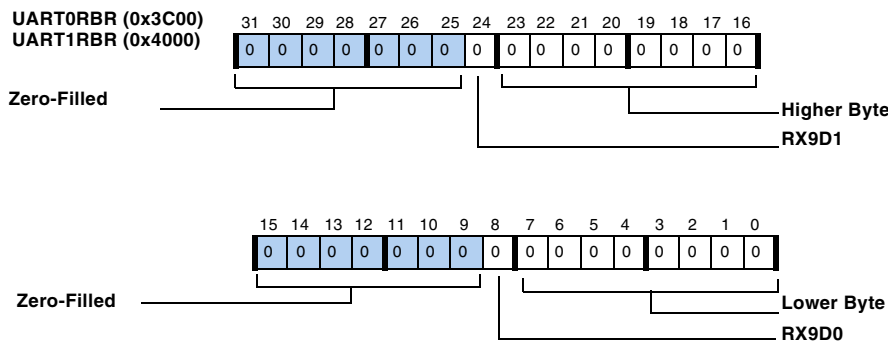 UART0RBR (0x3C00)
UART1RBR (0x4000)
31 30 29 28 27 26 25 24 23 22 21 20 19 18 17 16
0 0 0 0 0 0 0 0 0 0 0 0 0 0 0 0
Zero-Filled
Higher Byte
RX9D1
15 14 13 12 11 10 9 8 7 6 5 4 3 2 1 0
0 0 0 0 0 0 0 0 0 0 0 0 0 0 0 0
Zero-Filled
Lower Byte
RX9D0